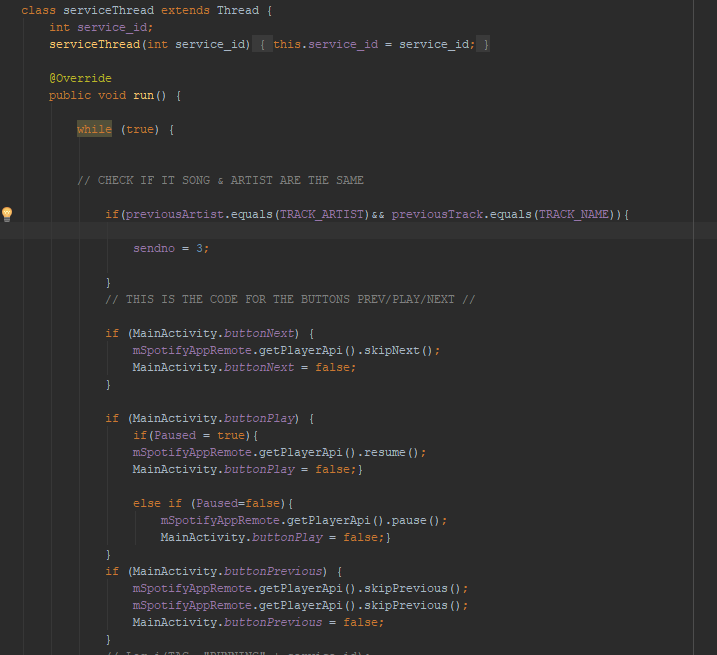 class serviceThread extends Thread {
int service_id;
serviceThread(int service_id) { this.service_id = service_id; }
@Override
public void run() {
while (true) {
// CHECK IF IT SONG & ARTIST ARE THE SAME
if(previousArtist.equals(TRACK_ARTIST)&& previousTrack.equals(TRACK_NAME)){
sendno = 3;
}
// THIS IS THE CODE FOR THE BUTTONS PREV/PLAY/NEXT //
if (MainActivity.buttonNext) {
mSpotifyAppRemote.getPlayerApi().skipNext();
MainActivity.buttonNext = false;
}
if (MainActivity.buttonPlay) {
if(Paused = true){
mSpotifyAppRemote.getPlayerApi().resume();
MainActivity.buttonPlay = false;}
else if (Paused=false){
mSpotifyAppRemote.getPlayerApi().pause();
MainActivity.buttonPlay = false;}
}
if (MainActivity.buttonPrevious) {
mSpotifyAppRemote.getPlayerApi().skipPrevious();
mSpotifyAppRemote.getPlayerApi().skipPrevious();
MainActivity.buttonPrevious = false;
}
// Log.i(TAG, "RUNNING" + service_id);